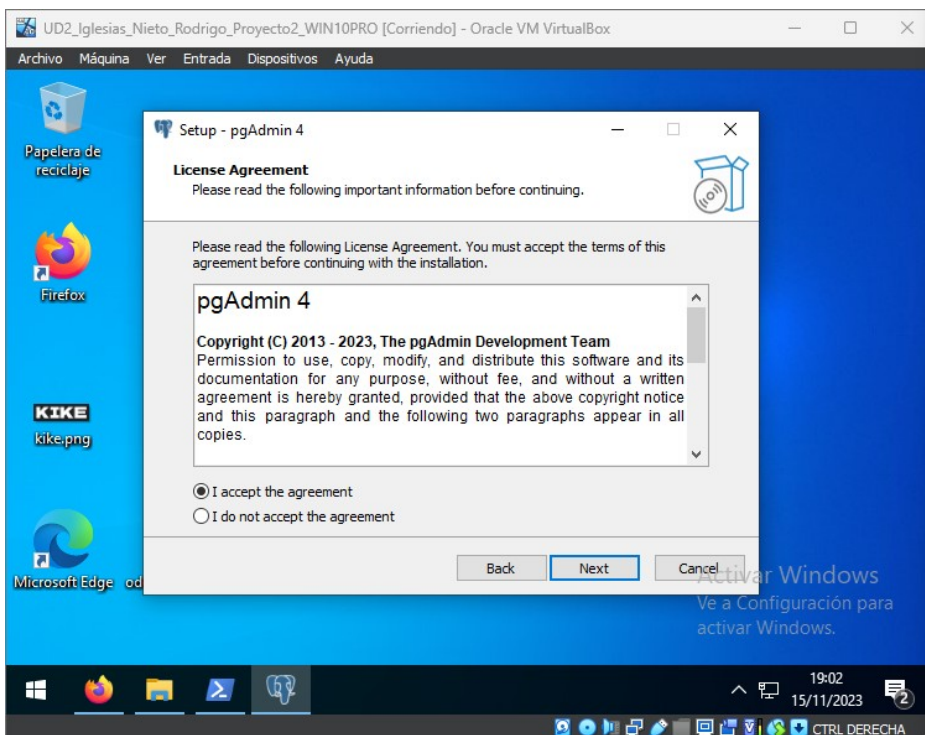 UD2_Iglesias_Nieto_Rodrigo_Proyecto2_WIN10PRO [Corriendo] - Oracle VM VirtualBox
Archivo Máquina Ver Entrada Dispositivos Ayuda
Papelera de
reciclaje
Firefox
KIKE
kike.png
Microsoft Edge od
Setup - pgAdmin 4
License Agreement
Please read the following important information before continuing.
Please read the following License Agreement. You must accept the terms of this
agreement before continuing with the installation.
pgAdmin 4
Copyright (C) 2013 - 2023, The pgAdmin Development Team
Permission to use, copy, modify, and distribute this software and its
documentation for any purpose, without fee, and without a written
agreement is hereby granted, provided that the above copyright notice
and this paragraph and the following two paragraphs appear in all
copies.
I accept the agreement
I do not accept the agreement
Back Next Cancel
Activar Windows
Ve a Configuración para
activar Windows.
19:02
15/11/2023
2
CTRL DERECHA